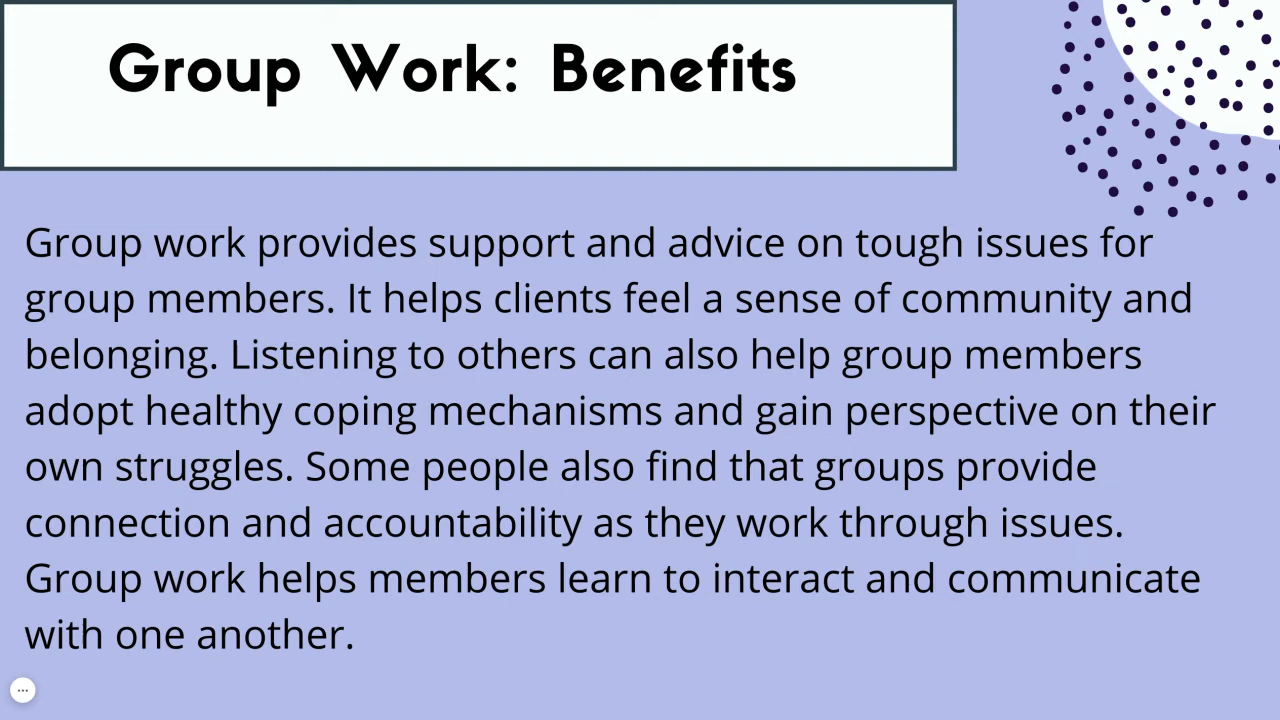 Group Work: Benefits
Group work provides support and advice on tough issues for
group members. It helps clients feel a sense of community and
belonging. Listening to others can also help group members
adopt healthy coping mechanisms and gain perspective on their
own struggles. Some people also find that groups provide
connection and accountability as they work through issues.
Group work helps members learn to interact and communicate
with one another.